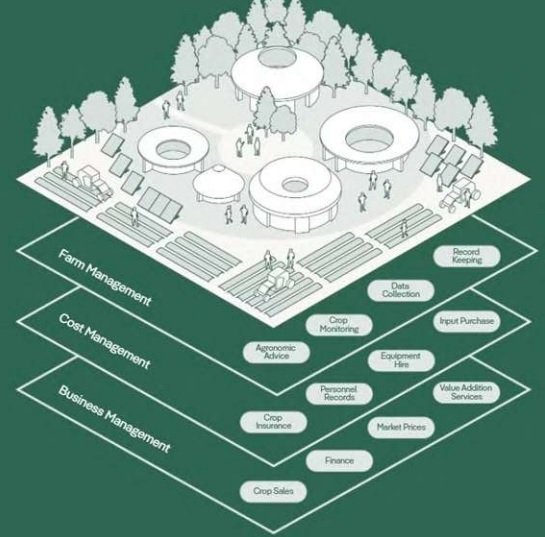 Farm Management
Record
Keeping
Data
Collection
Crop
Monitoring
Agronomic
Advice
Cost Management
Input Purchase
Equipment
Hire
Personnel
Records
Crop
Insurance
Business Management
Value Addition
Services
Market Prices
Finance
Crop Sales